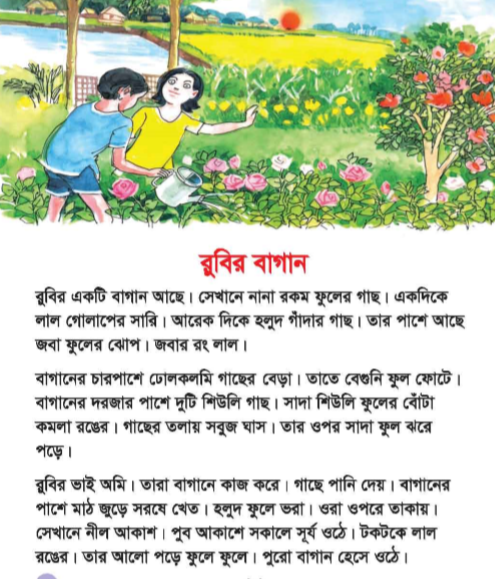 রুবির বাগান
রুবির একটি বাগান আছে। সেখানে নানা রকম ফুলের গাছ। একদিকে
লাল গোলাপের সারি। আরেক দিকে হলুদ গাঁদার গাছ। তার পাশে আছে
জবা ফুলের ঝোপ। জবার রং লাল।
বাগানের চারপাশে ঢোলকলমি গাছের বেড়া। তাতে বেগুনি ফুল ফোটে।
বাগানের দরজার পাশে দুটি শিউলি গাছ। সাদা শিউলি ফুলের বোঁটা
কমলা রঙের। গাছের তলায় সবুজ ঘাস। তার ওপর সাদা ফুল ঝরে
পড়ে।
রুবির ভাই অমি। তারা বাগানে কাজ করে। গাছে পানি দেয়। বাগানের
পাশে মাঠ জুড়ে সরষে খেত। হলুদ ফুলে ভরা। ওরা ওপরে তাকায়।
সেখানে নীল আকাশ। পুব আকাশে সকালে সূর্য ওঠে। টকটকে লাল
রঙের। তার আলো পড়ে ফুলে ফুলে। পুরো বাগান হেসে ওঠে।